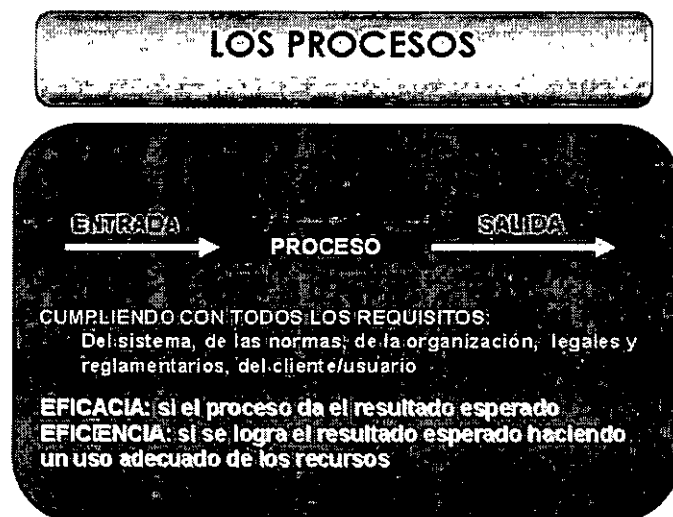 LOS PROCESOS
ENTRADA
PROCESO
SALIDA
CUMPLIENDO CON TODOS LOS REQUISITOS:
Del sistema, de las normas, de la organización, legales y
reglamentarios, del cliente/usuario
EFICACIA: si el proceso da el resultado esperado
EFICIENCIA: si se logra el resultado esperado haciendo
un uso adecuado de los recursos